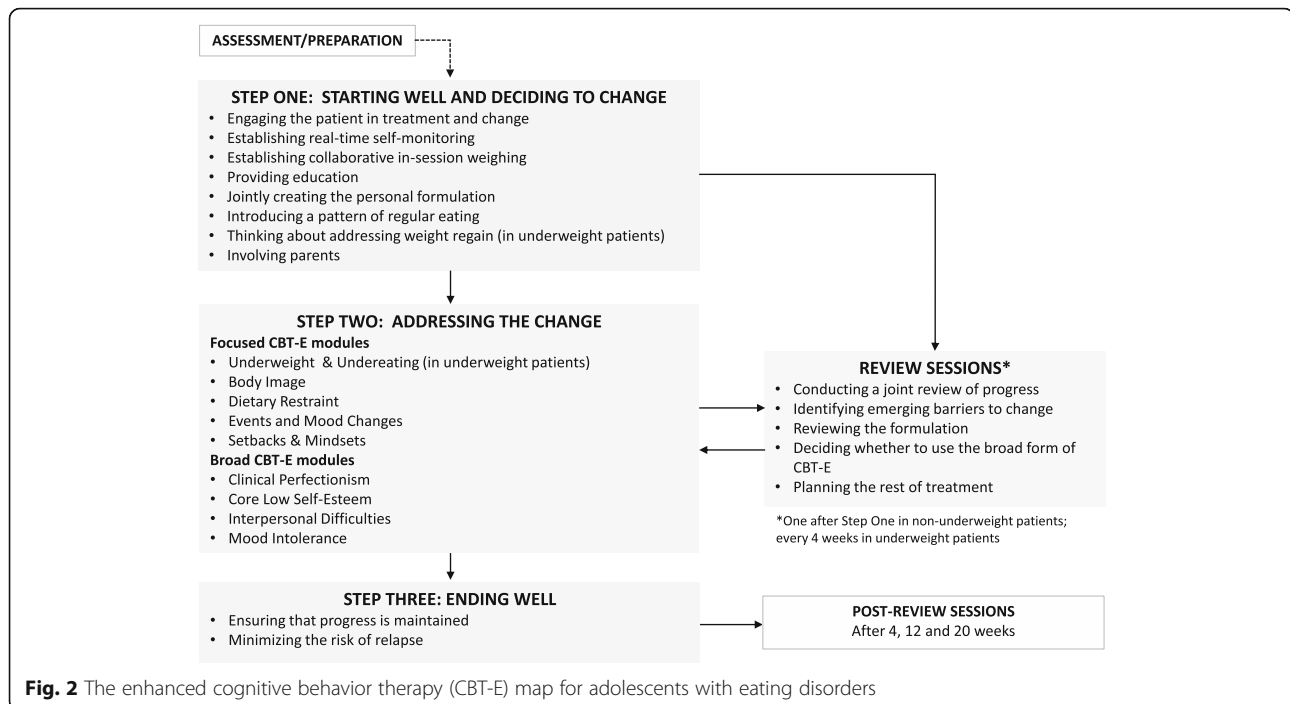 ASSESSMENT/PREPARATION
STEP ONE: STARTING WELL AND DECIDING TO CHANGE
• Engaging the patient in treatment and change
• Establishing real-time self-monitoring
• Establishing collaborative in-session weighing
• Providing education
• Jointly creating the personal formulation
• Introducing a pattern of regular eating
• Thinking about addressing weight regain (in underweight patients)
• Involving parents
STEP TWO: ADDRESSING THE CHANGE
Focused CBT-E modules
• Underweight & Undereating (in underweight patients)
• Body Image
• Dietary Restraint
• Events and Mood Changes
• Setbacks & Mindsets
Broad CBT-E modules
• Clinical Perfectionism
• Core Low Self-Esteem
• Interpersonal Difficulties
• Mood Intolerance
REVIEW SESSIONS*
• Conducting a joint review of progress
• Identifying emerging barriers to change
• Reviewing the formulation
• Deciding whether to use the broad form of
CBT-E
• Planning the rest of treatment
*One after Step One in non-underweight patients;
every 4 weeks in underweight patients
STEP THREE: ENDING WELL
• Ensuring that progress is maintained
• Minimizing the risk of relapse
POST-REVIEW SESSIONS
After 4, 12 and 20 weeks
Fig. 2 The enhanced cognitive behavior therapy (CBT-E) map for adolescents with eating disorders